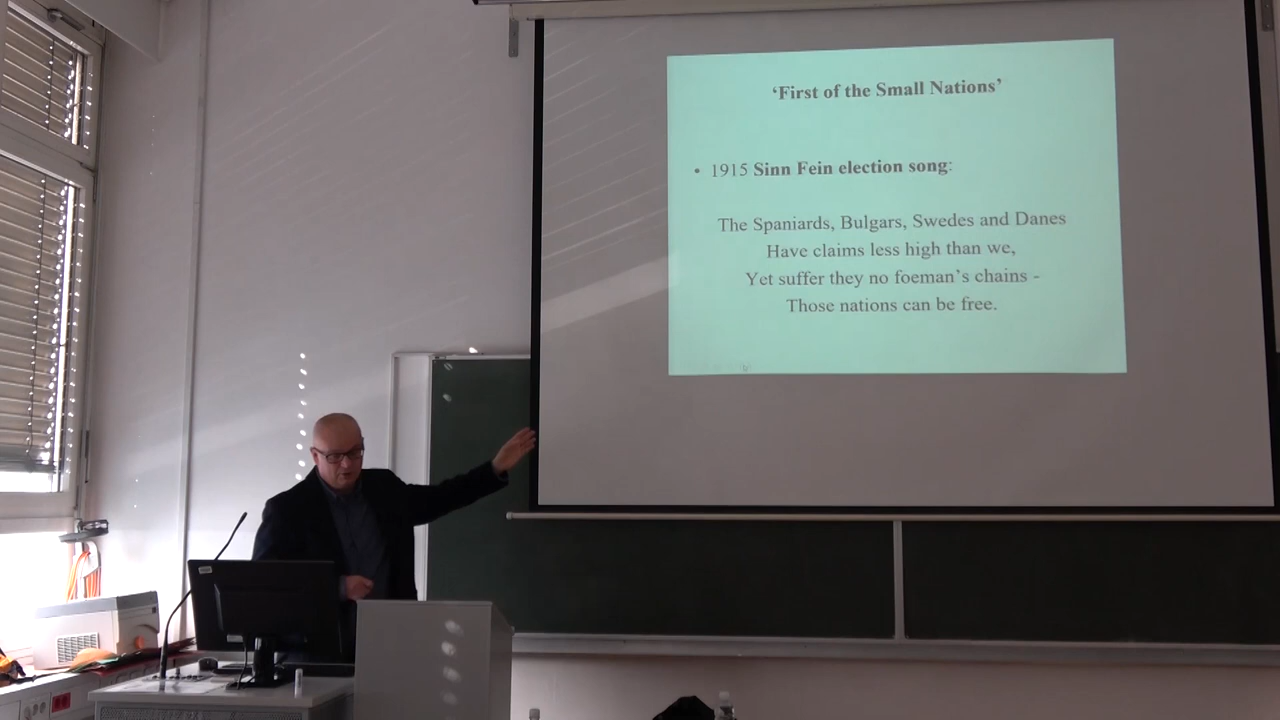 ‘First of the Small Nations’
• 1915 Sinn Fein election song:
The Spaniards, Bulgars, Swedes and Danes
Have claims less high than we,
Yet suffer they no foeman’s chains -
Those nations can be free.